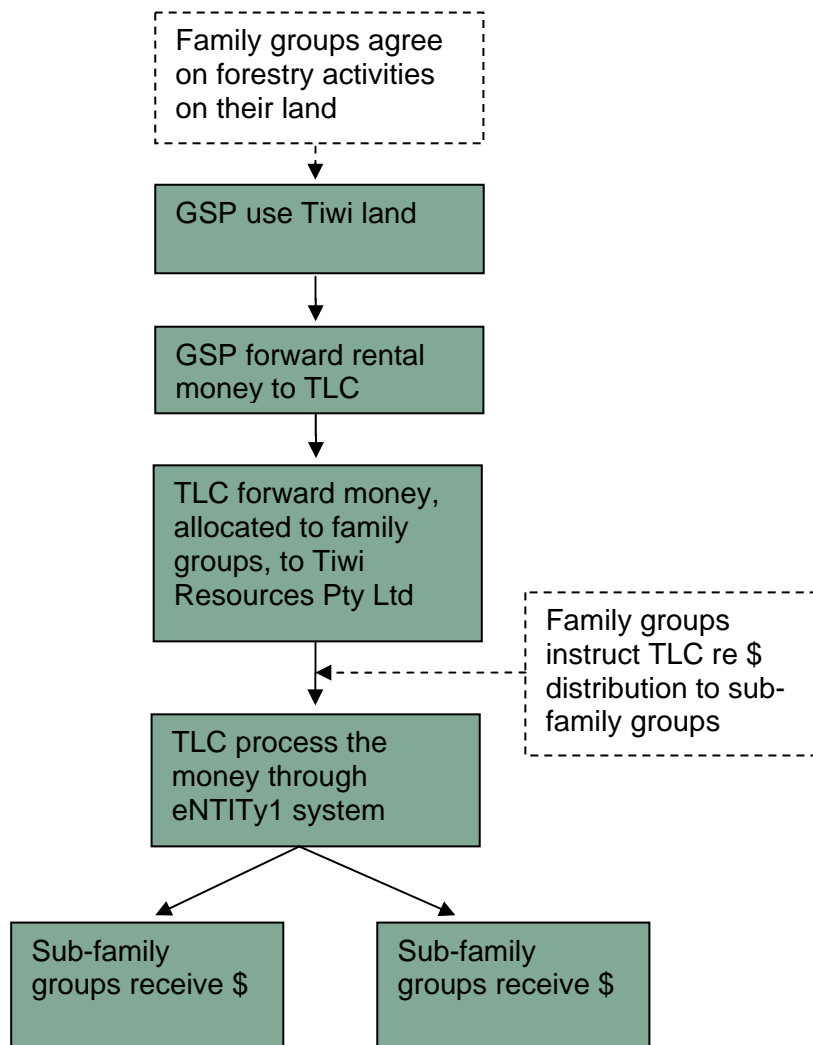 Family groups agree
on forestry activities
on their land
GSP use Tiwi land
GSP forward rental
money to TLC
TLC forward money,
allocated to family
groups, to Tiwi
Resources Pty Ltd
Family groups
instruct TLC re $
distribution to sub-
family groups
TLC process the
money through
eNTITy1 system
Sub-family
groups receive $
Sub-family
groups receive $